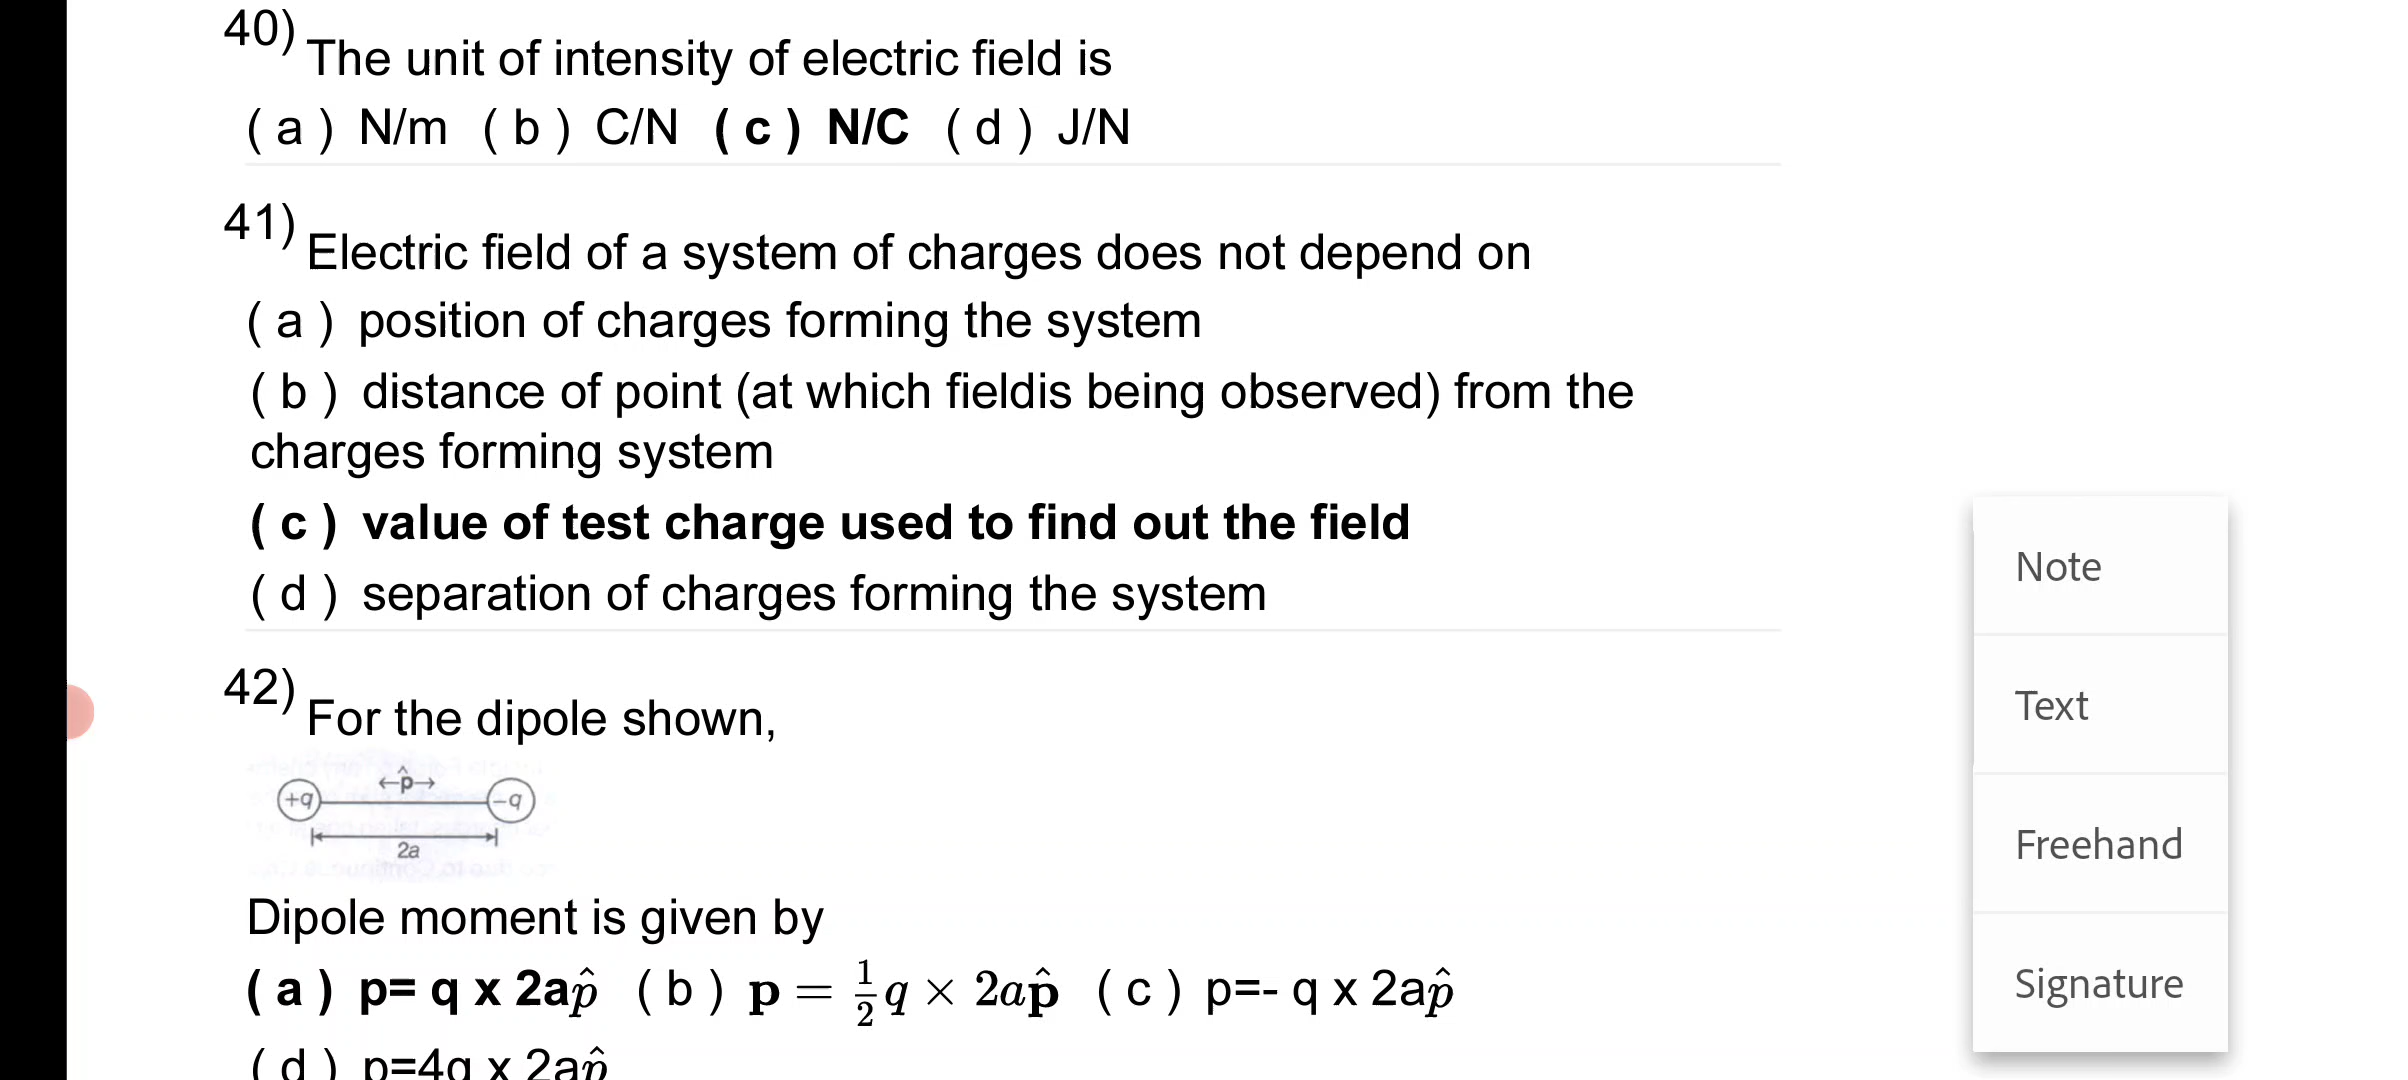 40)
The unit of intensity of electric field is
( a ) N/m ( b ) C/N ( c ) N/C ( d ) J/N
41)
Electric field of a system of charges does not depend on
( a ) position of charges forming the system
( b ) distance of point (at which fieldis being observed) from the
charges forming system
( c ) value of test charge used to find out the field
( d ) separation of charges forming the system
42)
For the dipole shown,
←p̂→
+q −q
2a
Dipole moment is given by
( a ) p= q x 2ap̂ ( b ) p = 1/2 q × 2ap̂ ( c ) p=- q x 2ap̂
( d ) p=4q x 2ap̂
Note
Text
Freehand
Signature